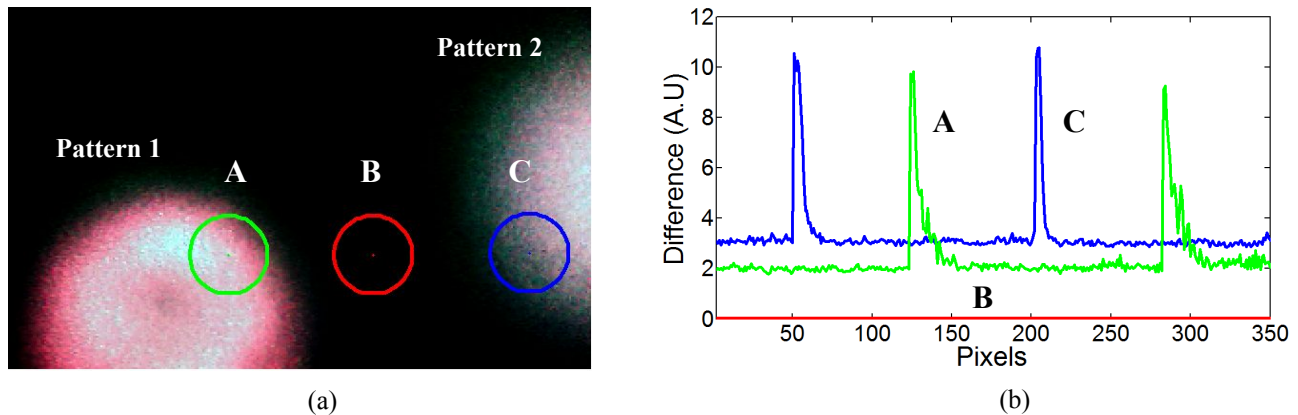 Pattern 2
Pattern 1
A
B
C
(a)
12
10
8
6
4
2
0
Difference (A.U)
A
C
B
50
100
150
200
250
300
350
Pixels
(b)